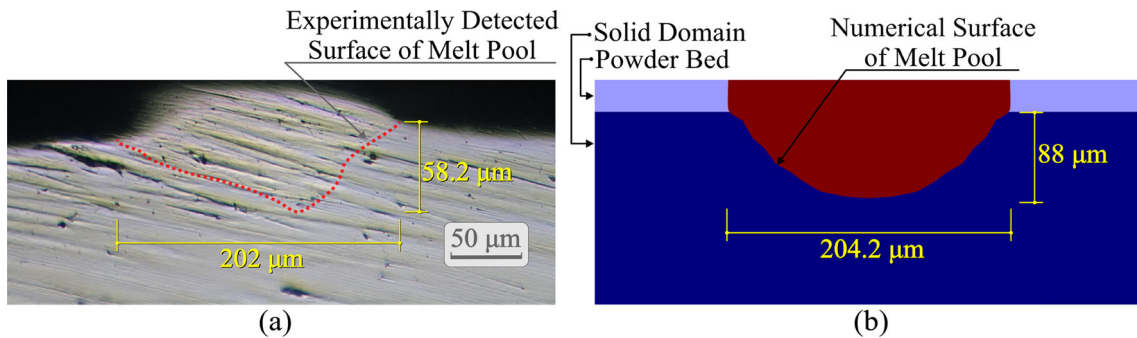 Experimentally Detected
Surface of Melt Pool
58.2 μm
50 μm
202 μm
(a)
Solid Domain
Powder Bed
Numerical Surface
of Melt Pool
88 μm
204.2 μm
(b)